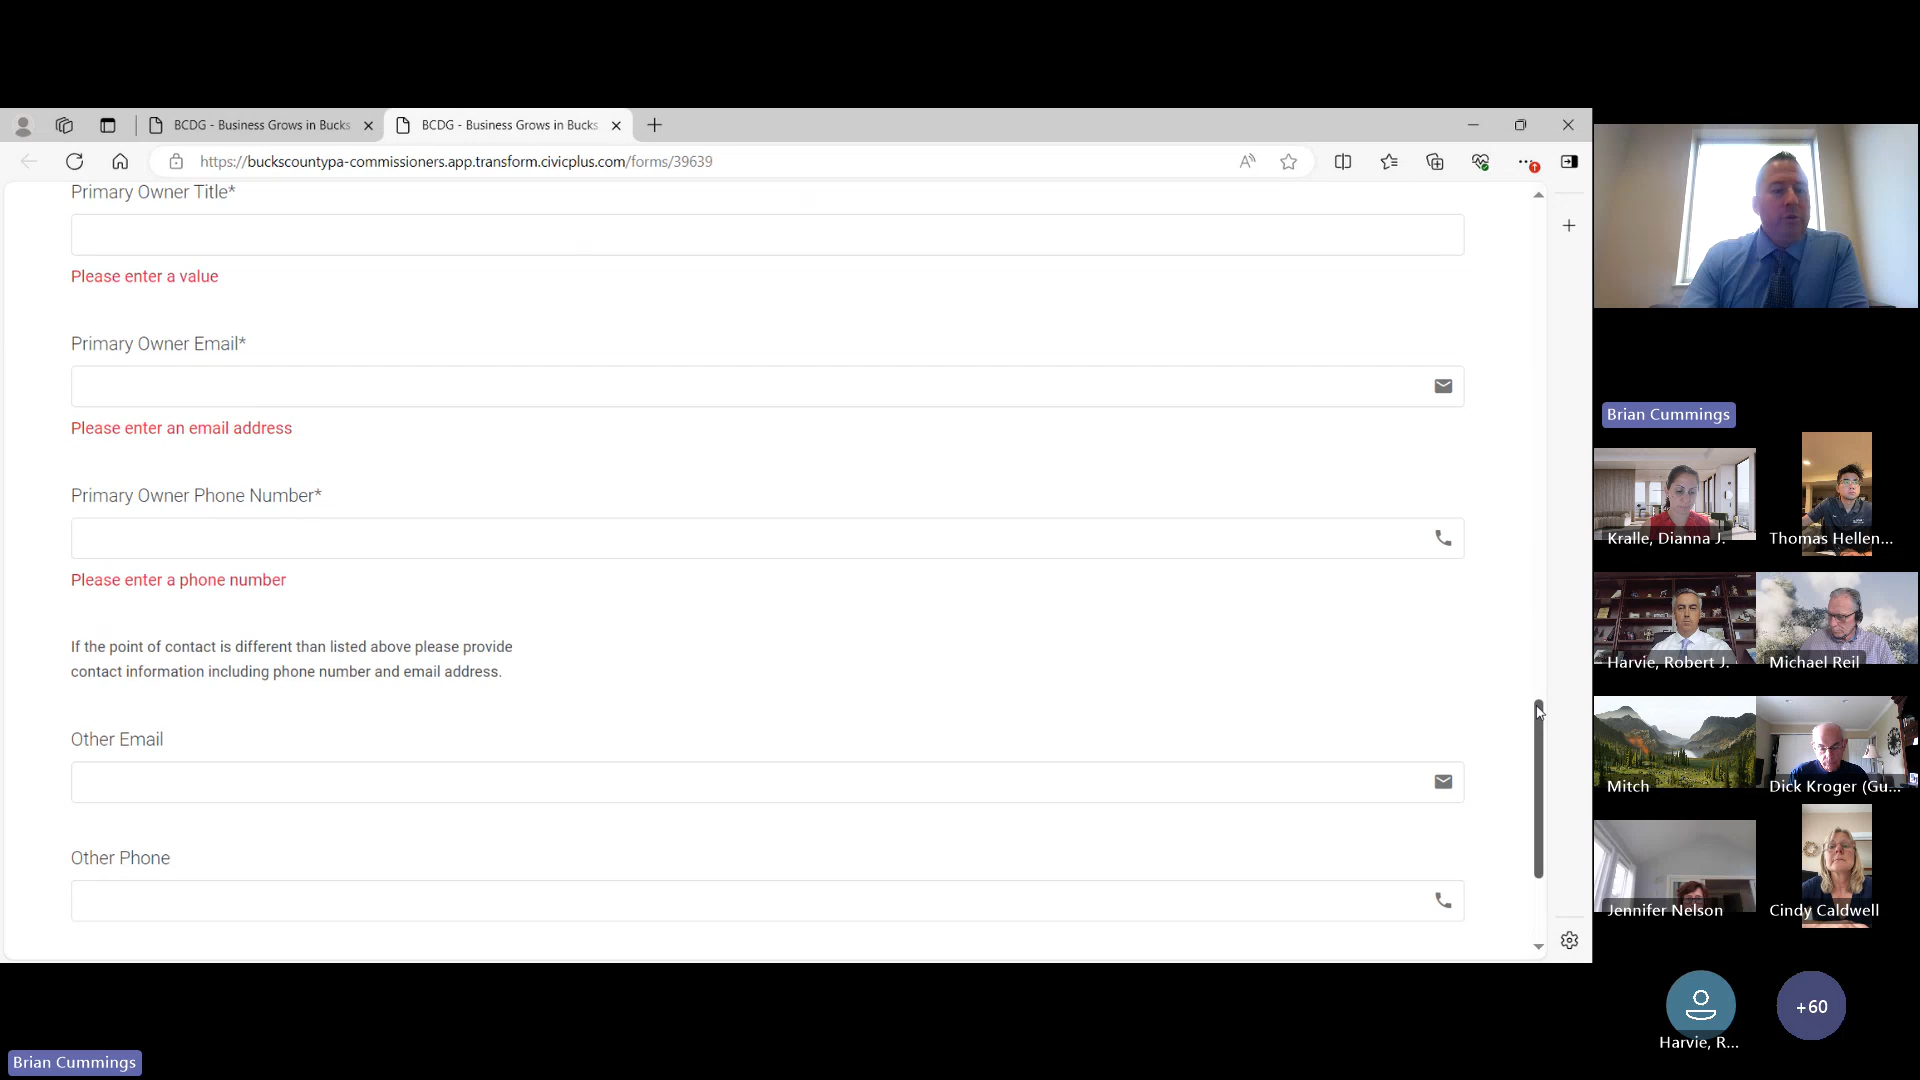 BCDG - Business Grows in Bucks
BCDG - Business Grows in Bucks
https://buckscountypa-commissioners.app.transform.civicplus.com/forms/39639
Primary Owner Title*
Please enter a value
Primary Owner Email*
Please enter an email address
Primary Owner Phone Number*
Please enter a phone number
If the point of contact is different than listed above please provide
contact information including phone number and email address.
Other Email
Other Phone
Brian Cummings
Kralle, Dianna J.
Thomas Hellen...
Harvie, Robert J.
Michael Reil
Mitch
Dick Kroger (Gu...
Jennifer Nelson
Cindy Caldwell
Harvie, R...
+60
Brian Cummings